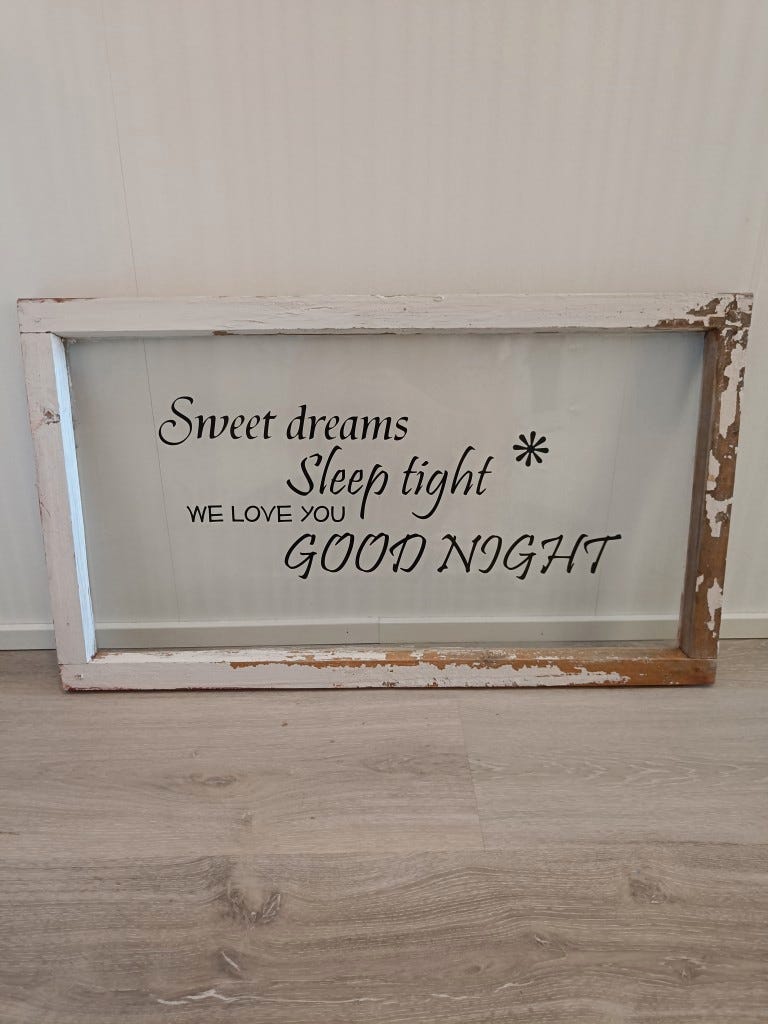 Sweet dreams
Sleep tight *
WE LOVE YOU
GOOD NIGHT